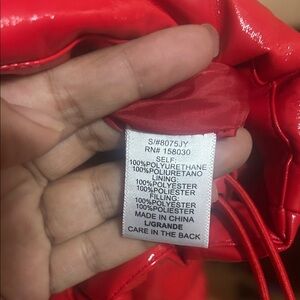 S/#8075JY
RN# 158030
SELF:
100%POLYURETHANE
100%POLIURETANO
LINING:
100%POLYESTER
100%POLIESTER
FILLING:
100%POLYESTER
100%POLIESTER
MADE IN CHINA
L/GRANDE
CARE IN THE BACK